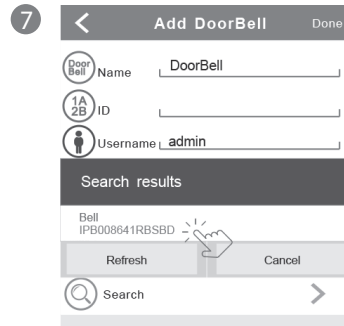 7
Add DoorBell Done
Door Bell Name DoorBell
1A 2B ID
Username admin
Search results
Bell
IPB008641RBSBD
Refresh Cancel
Search